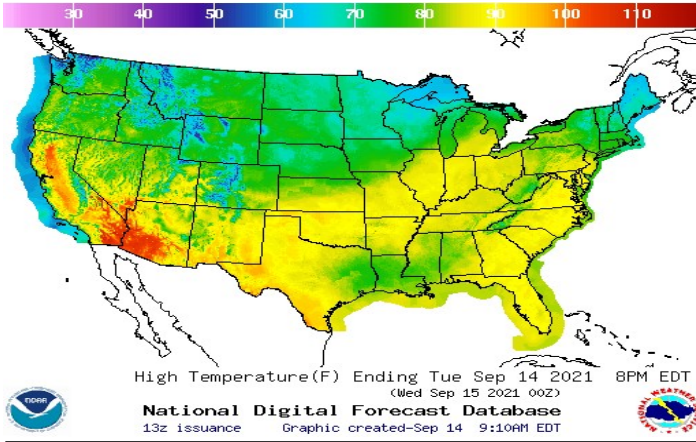 30 40 50 60 70 80 90 100 110
High Temperature(F) Ending Tue Sep 14 2021 8PM EDT
(Wed Sep 15 2021 00Z)
National Digital Forecast Database
13z issuance Graphic created-Sep 14 9:10AM EDT
NOAA